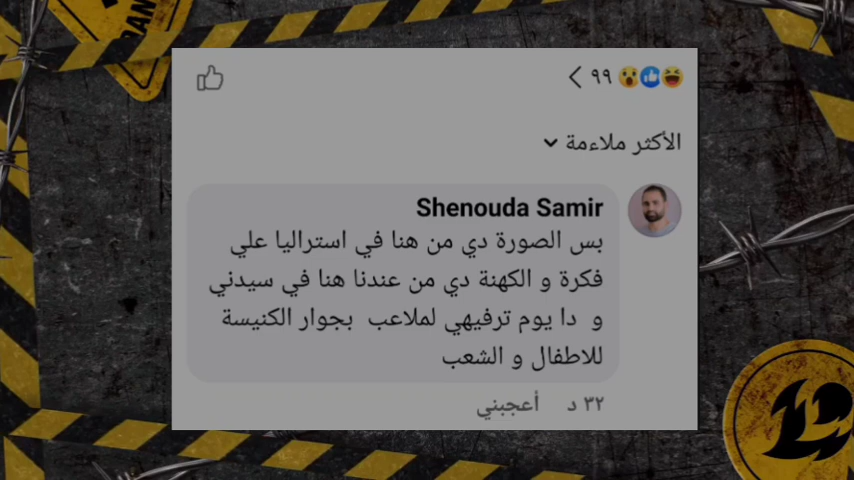 DAN
٩٩
الأكثر ملاءمة
Shenouda Samir
بس الصورة دي من هنا في استراليا علي
فكرة و الكهنة دي من عندنا هنا في سيدني
و دا يوم ترفيهي لملاعب بجوار الكنيسة
للاطفال و الشعب
٣٢ د أعجبني